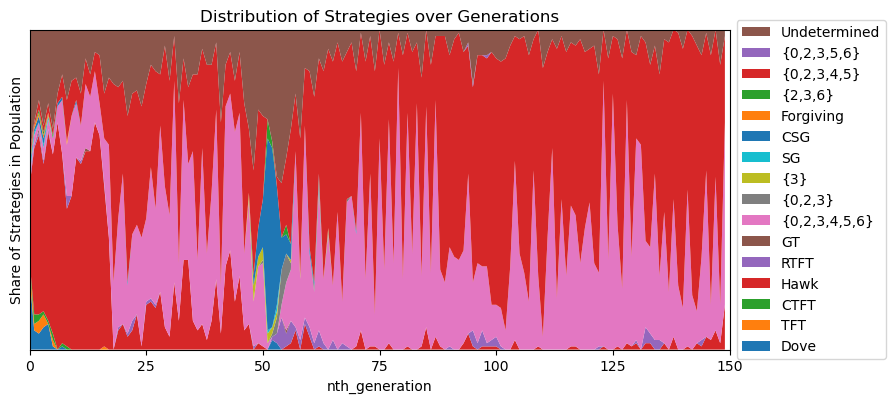 Distribution of Strategies over Generations
Share of Strategies in Population
0
25
50
75
100
125
150
nth_generation
Undetermined
{0,2,3,5,6}
{0,2,3,4,5}
{2,3,6}
Forgiving
CSG
SG
{3}
{0,2,3}
{0,2,3,4,5,6}
GT
RTFT
Hawk
CTFT
TFT
Dove